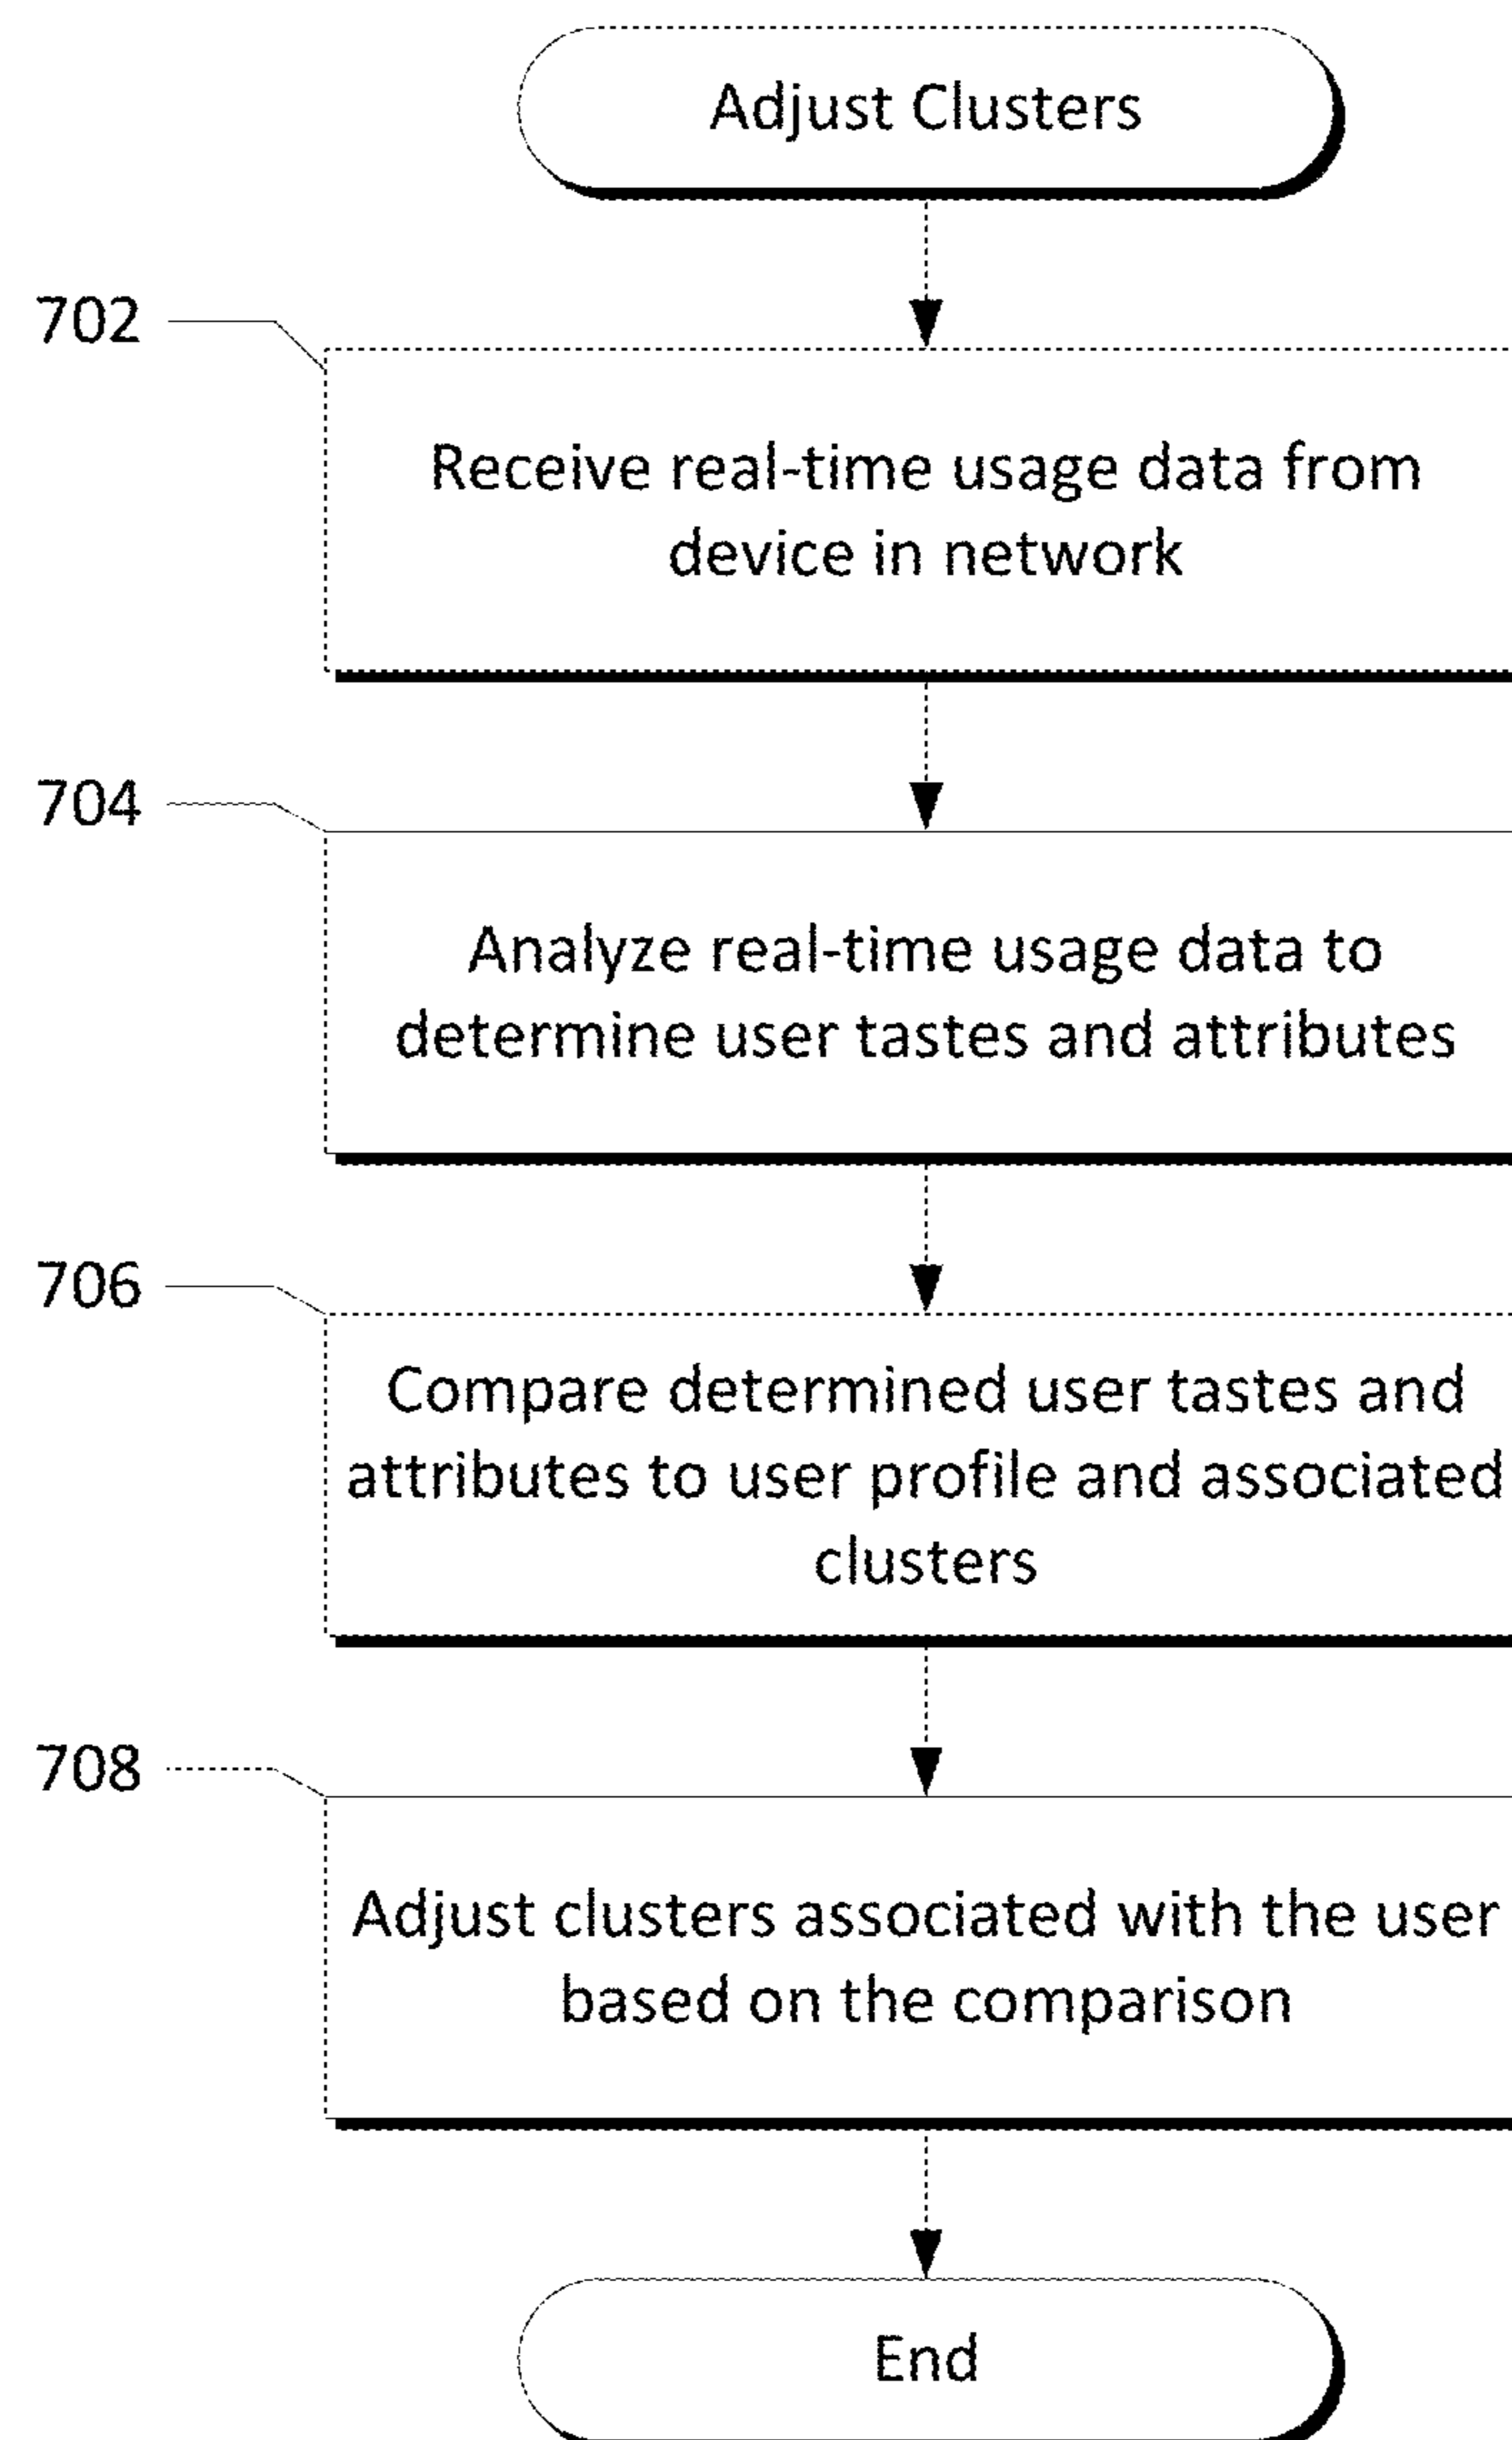 Adjust Clusters
702
Receive real-time usage data from
device in network
704
Analyze real-time usage data to
determine user tastes and attributes
706
Compare determined user tastes and
attributes to user profile and associated
clusters
708
Adjust clusters associated with the user
based on the comparison
End